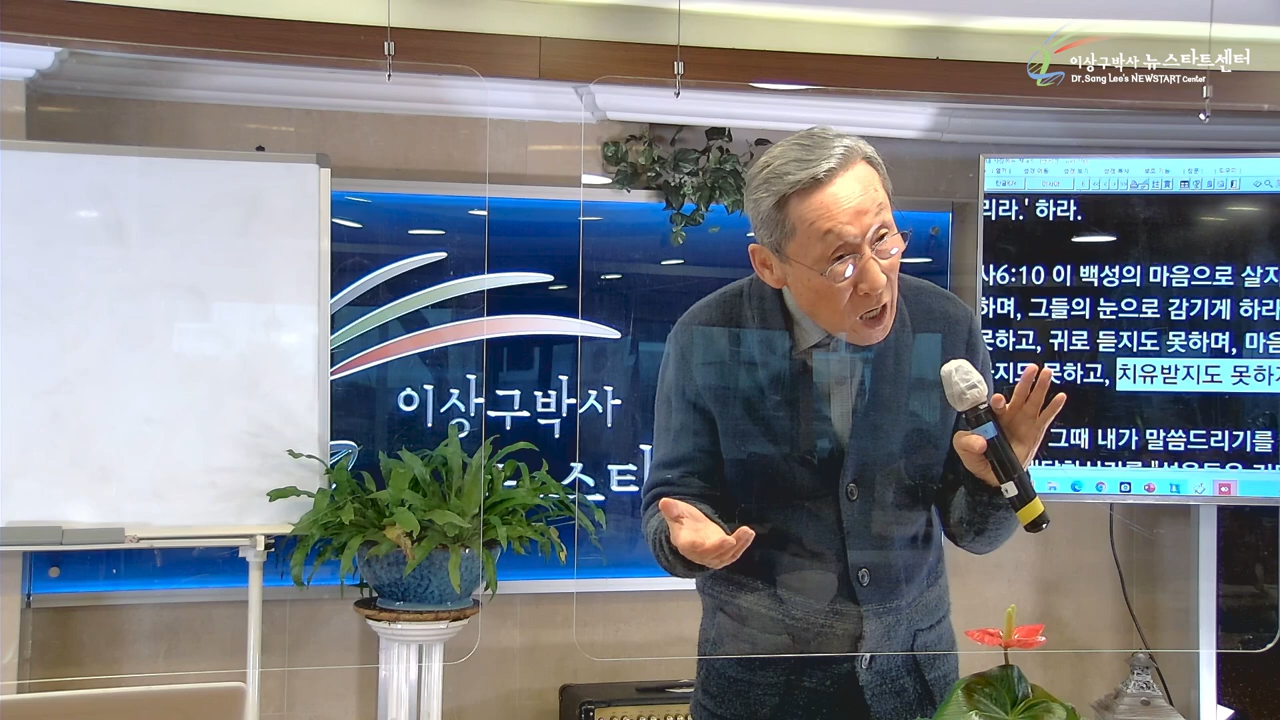 이상구박사 뉴스타트센터
Dr. Sang Lee's NEWSTART Center
리라.' 하라.
사6:10 이 백성의 마음으로 살지
하며, 그들의 눈으로 감기게 하라
못하고, 귀로 듣지도 못하며, 마음
지도 못하고, 치유받지도 못하
그때 내가 말씀드리기를
이상구박사
스타